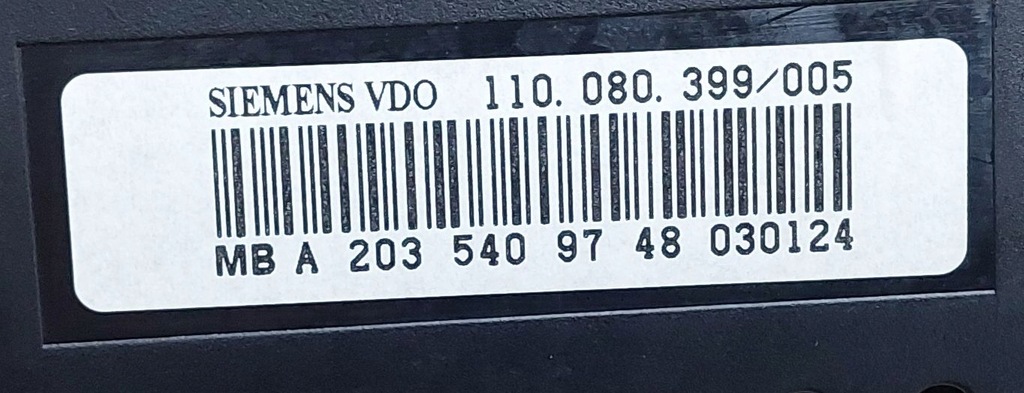 SIEMENS VDO 110. 080. 399/005
MB A 203 540 97 48 030124